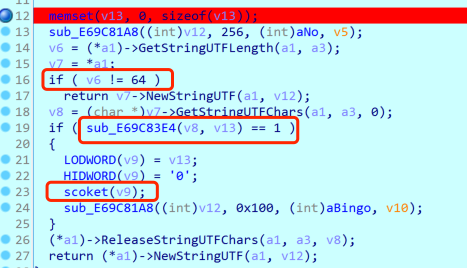 12 memset(v13, 0, sizeof(v13));
13 sub_E69C81A8((int)v12, 256, (int)aNo, v5);
14 v6 = (*a1)->GetStringUTFLength(a1, a3);
15 v7 = *a1;
16 if ( v6 != 64 )
17 return v7->NewStringUTF(a1, v12);
18 v8 = (char *)v7->GetStringUTFChars(a1, a3, 0);
19 if ( sub_E69C83E4(v8, v13) == 1 )
20 {
21 LODWORD(v9) = v13;
22 HIDWORD(v9) = '0';
23 scoket(v9);
24 sub_E69C81A8((int)v12, 0x100, (int)aBingo, v10);
25 }
26 (*a1)->ReleaseStringUTFChars(a1, a3, v8);
27 return (*a1)->NewStringUTF(a1, v12);